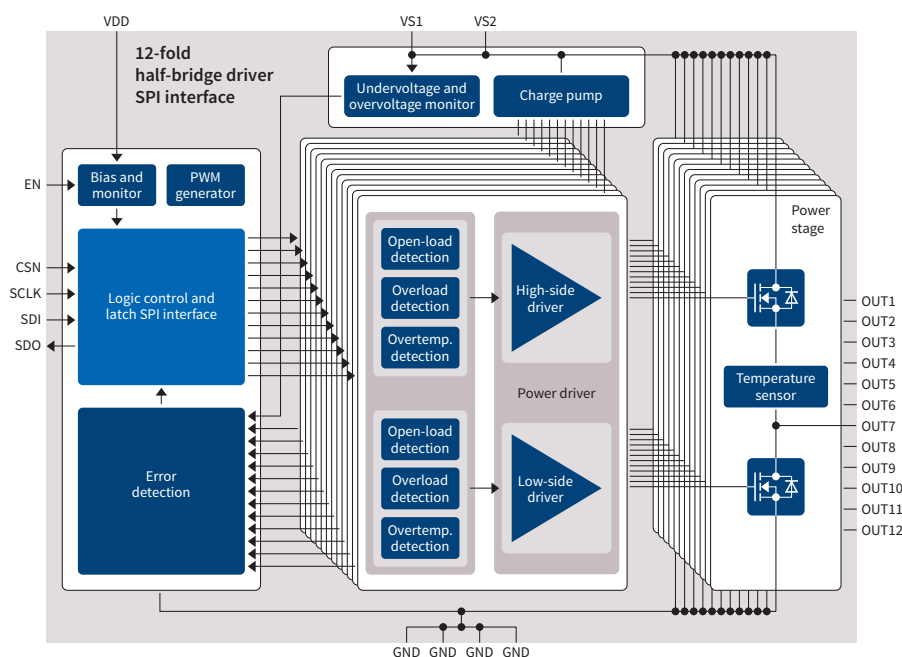 VDD
VS1
VS2
12-fold
half-bridge driver
SPI interface
Undervoltage and
overvoltage monitor
Charge pump
EN
Bias and
monitor
PWM
generator
CSN
SCLK
SDI
SDO
Logic control and
latch SPI interface
Error
detection
Open-load
detection
Overload
detection
Overtemp.
detection
High-side
driver
Power driver
Open-load
detection
Overload
detection
Overtemp.
detection
Low-side
driver
Power
stage
Temperature
sensor
OUT1
OUT2
OUT3
OUT4
OUT5
OUT6
OUT7
OUT8
OUT9
OUT10
OUT11
OUT12
GND
GND
GND
GND